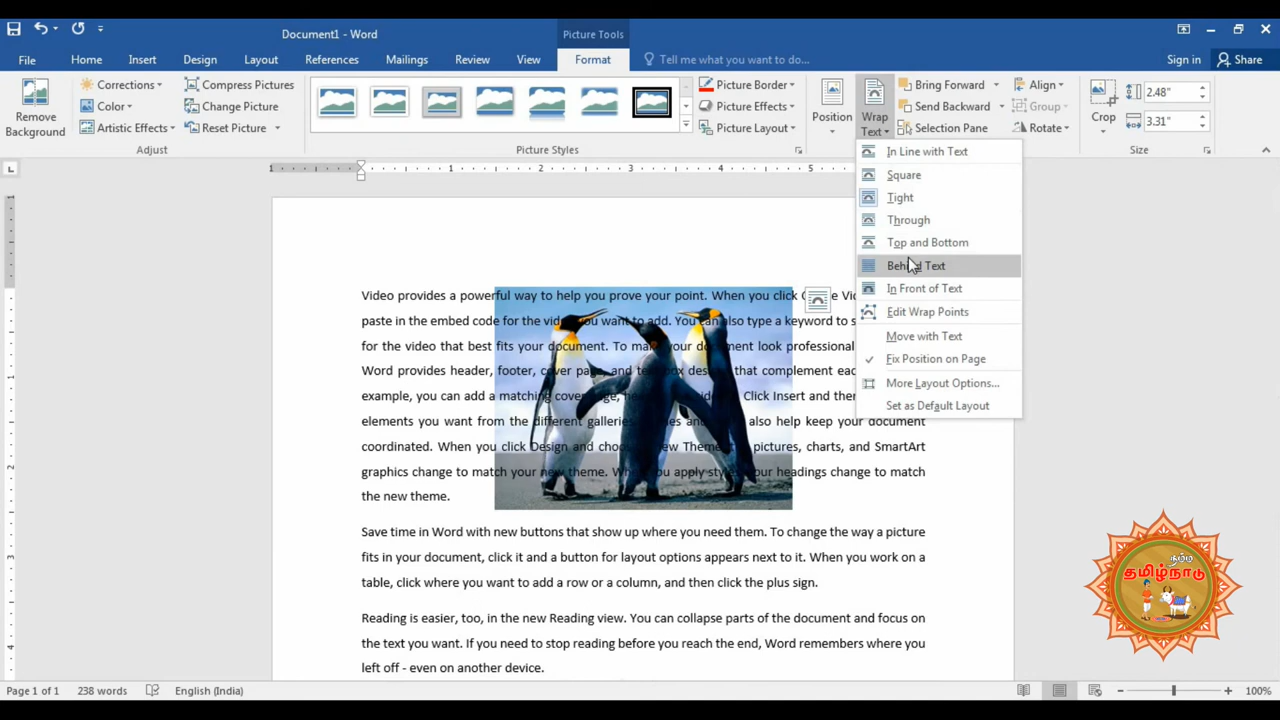 Document1 - Word
Picture Tools
File
Home
Insert
Design
Layout
References
Mailings
Review
View
Format
Tell me what you want to do...
Sign in
Share
Remove
Background
Corrections
Color
Artistic Effects
Compress Pictures
Change Picture
Reset Picture
Adjust
Picture Styles
Picture Border
Picture Effects
Picture Layout
Position
Wrap
Text
Bring Forward
Send Backward
Selection Pane
Align
Group
Rotate
Crop
2.48"
3.31"
Size
In Line with Text
Square
Tight
Through
Top and Bottom
Behind Text
In Front of Text
Edit Wrap Points
Move with Text
Fix Position on Page
More Layout Options...
Set as Default Layout
L
1 1 2 3 4 5
1
1
2
3
4
Video provides a powerful way to help you prove your point. When you click
paste in the embed code for the video you want to add. You can also type a keyword to
for the video that best fits your document. To make your document look professional
Word provides header, footer, cover page, and text box designs that complement
example, you can add a matching cover page, Click Insert and then
elements you want from the different galleries. also help keep your document
coordinated. When you click Design and choose new Theme, the pictures, charts, and SmartArt
graphics change to match your new theme. When you apply styles, your headings change to match
the new theme.
Save time in Word with new buttons that show up where you need them. To change the way a picture
fits in your document, click it and a button for layout options appears next to it. When you work on a
table, click where you want to add a row or a column, and then click the plus sign.
Reading is easier, too, in the new Reading view. You can collapse parts of the document and focus on
the text you want. If you need to stop reading before you reach the end, Word remembers where you
left off - even on another device.
நம்ம
தமிழ்நாடு
Page 1 of 1
238 words
English (India)
100%